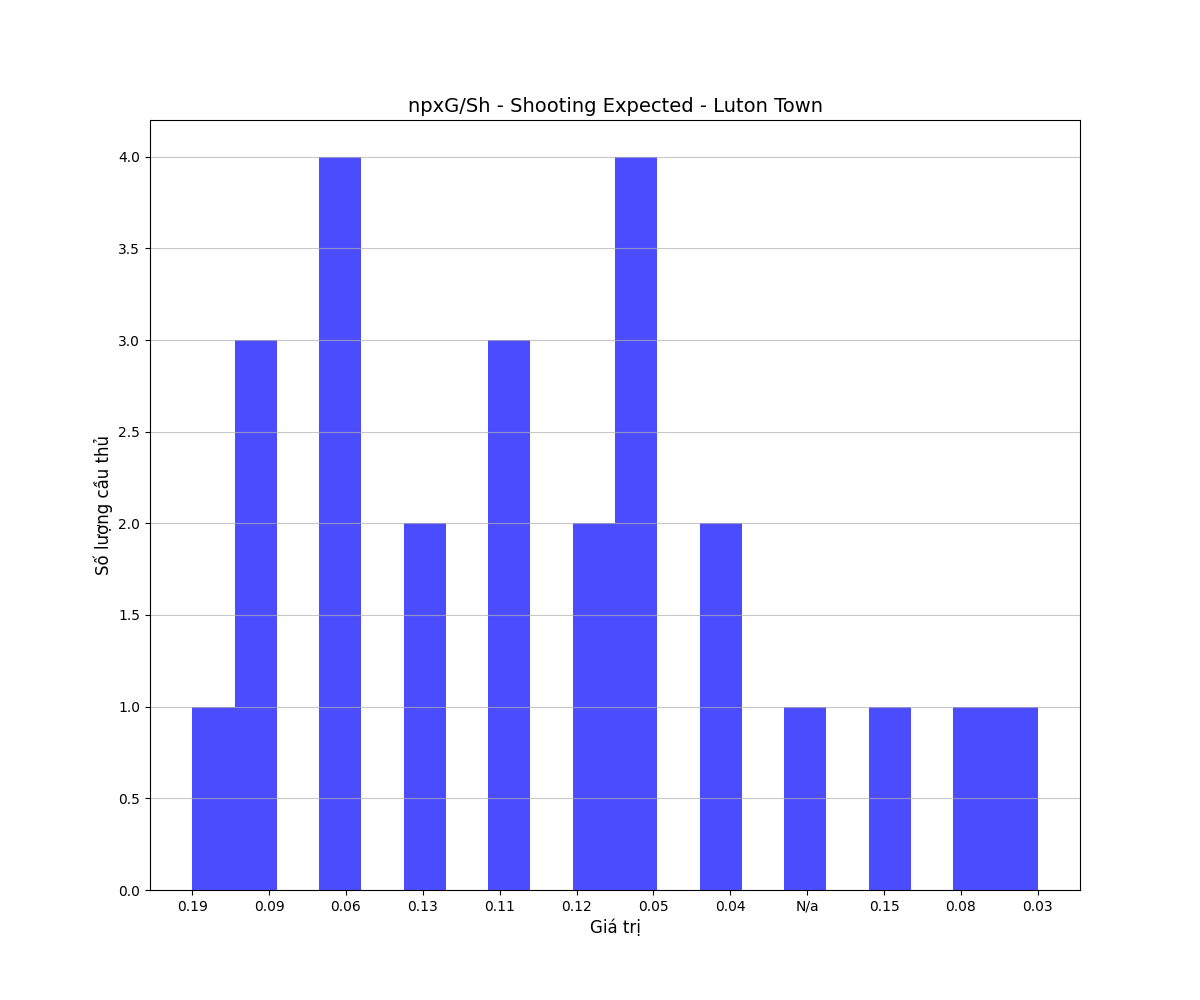 npxG/Sh - Shooting Expected - Luton Town
Số lượng cầu thủ
4.0
3.5
3.0
2.5
2.0
1.5
1.0
0.5
0.0
0.19 0.09 0.06 0.13 0.11 0.12 0.05 0.04 N/a 0.15 0.08 0.03
Giá trị